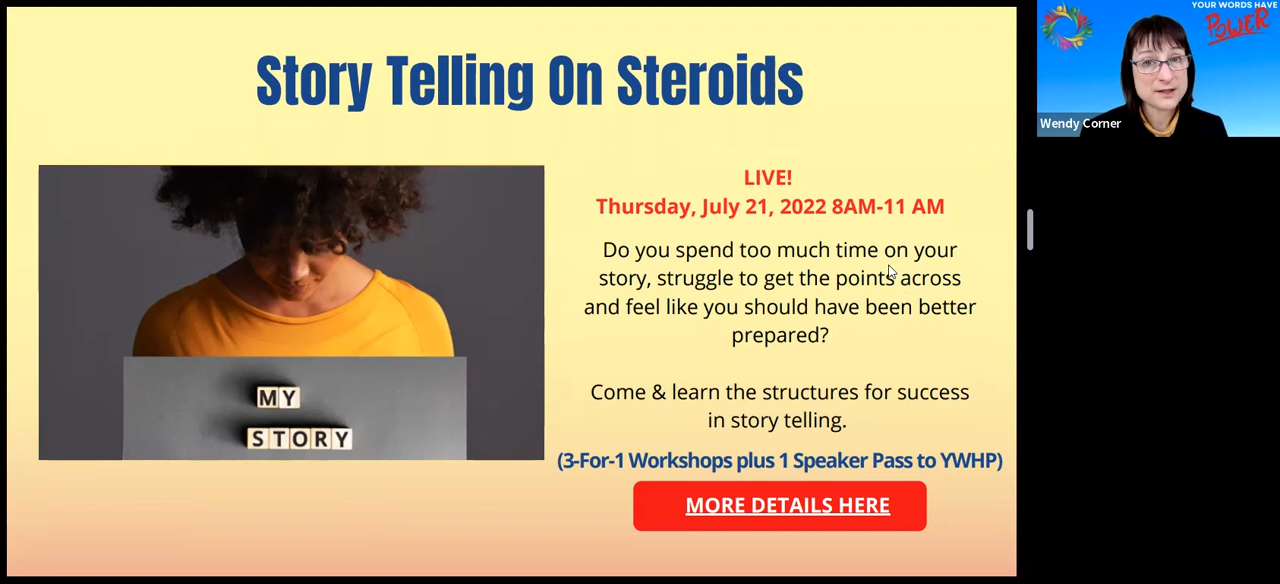 Story Telling On Steroids
LIVE!
Thursday, July 21, 2022 8AM-11 AM
Do you spend too much time on your
story, struggle to get the points across
and feel like you should have been better
prepared?
Come & learn the structures for success
in story telling.
(3-For-1 Workshops plus 1 Speaker Pass to YWHP)
MORE DETAILS HERE
MY
STORY
YOUR WORDS HAVE
POWER
Wendy Corner